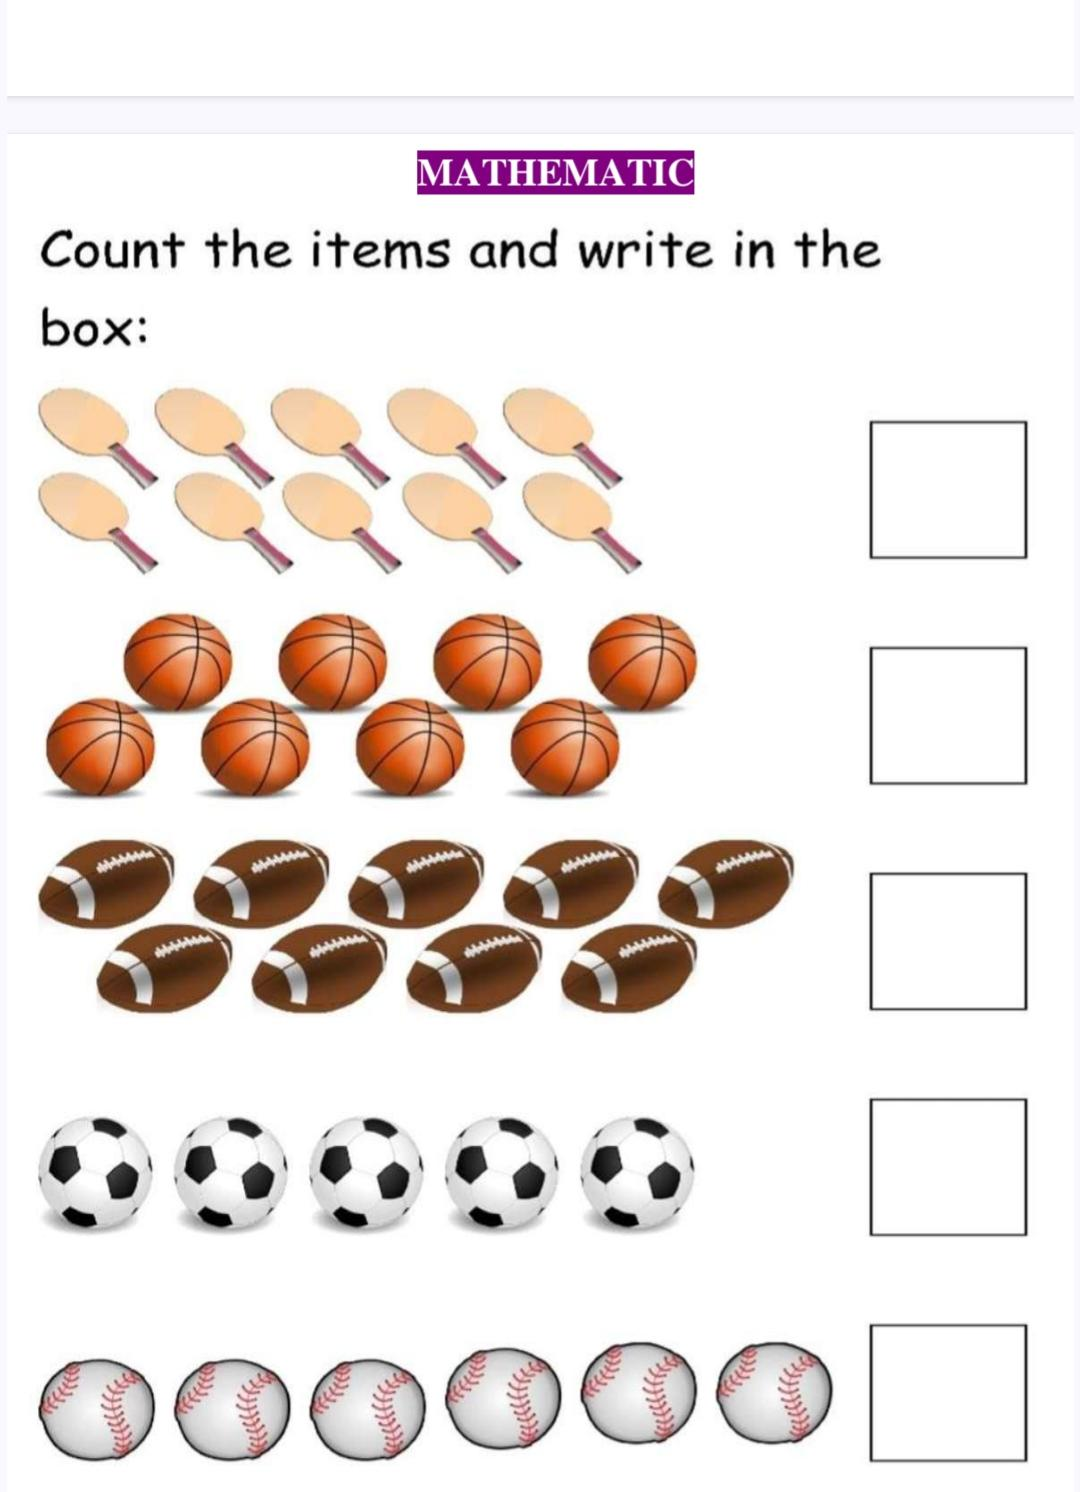 MATHEMATIC
Count the items and write in the
box: